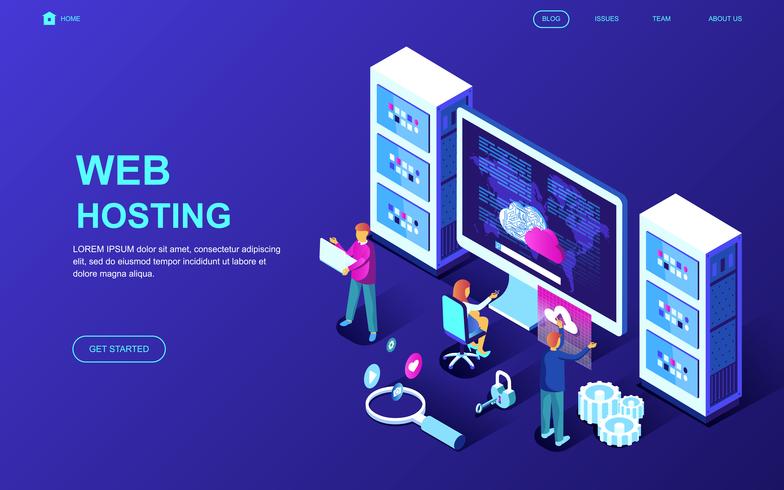 HOME
BLOG
ISSUES
TEAM
ABOUT US
WEB
HOSTING
LOREM IPSUM dolor sit amet, consectetur adipiscing
elit, sed do eiusmod tempor incididunt ut labore et
dolore magna aliqua.
GET STARTED